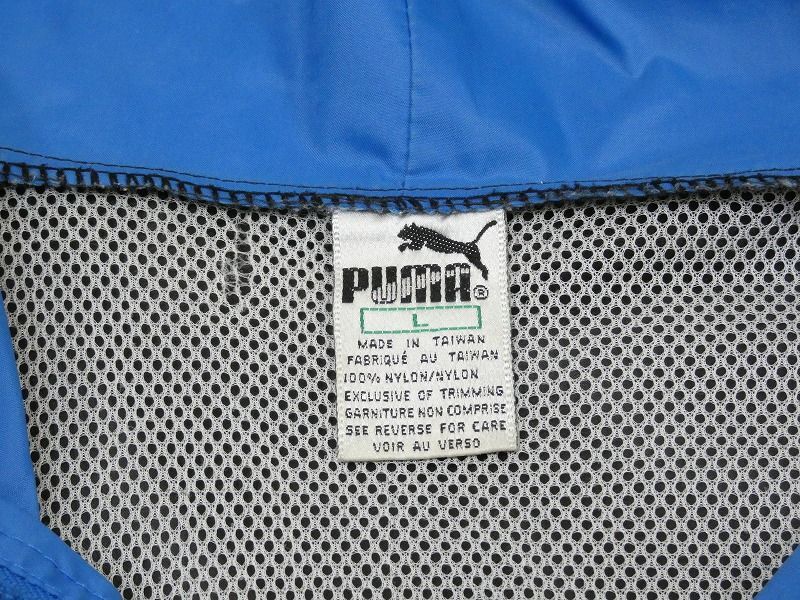 PUMA®
L
MADE IN TAIWAN
FABRIQUÉ AU TAIWAN
100% NYLON/NYLON
EXCLUSIVE OF TRIMMING
GARNITURE NON COMPRISE
SEE REVERSE FOR CARE
VOIR AU VERSO